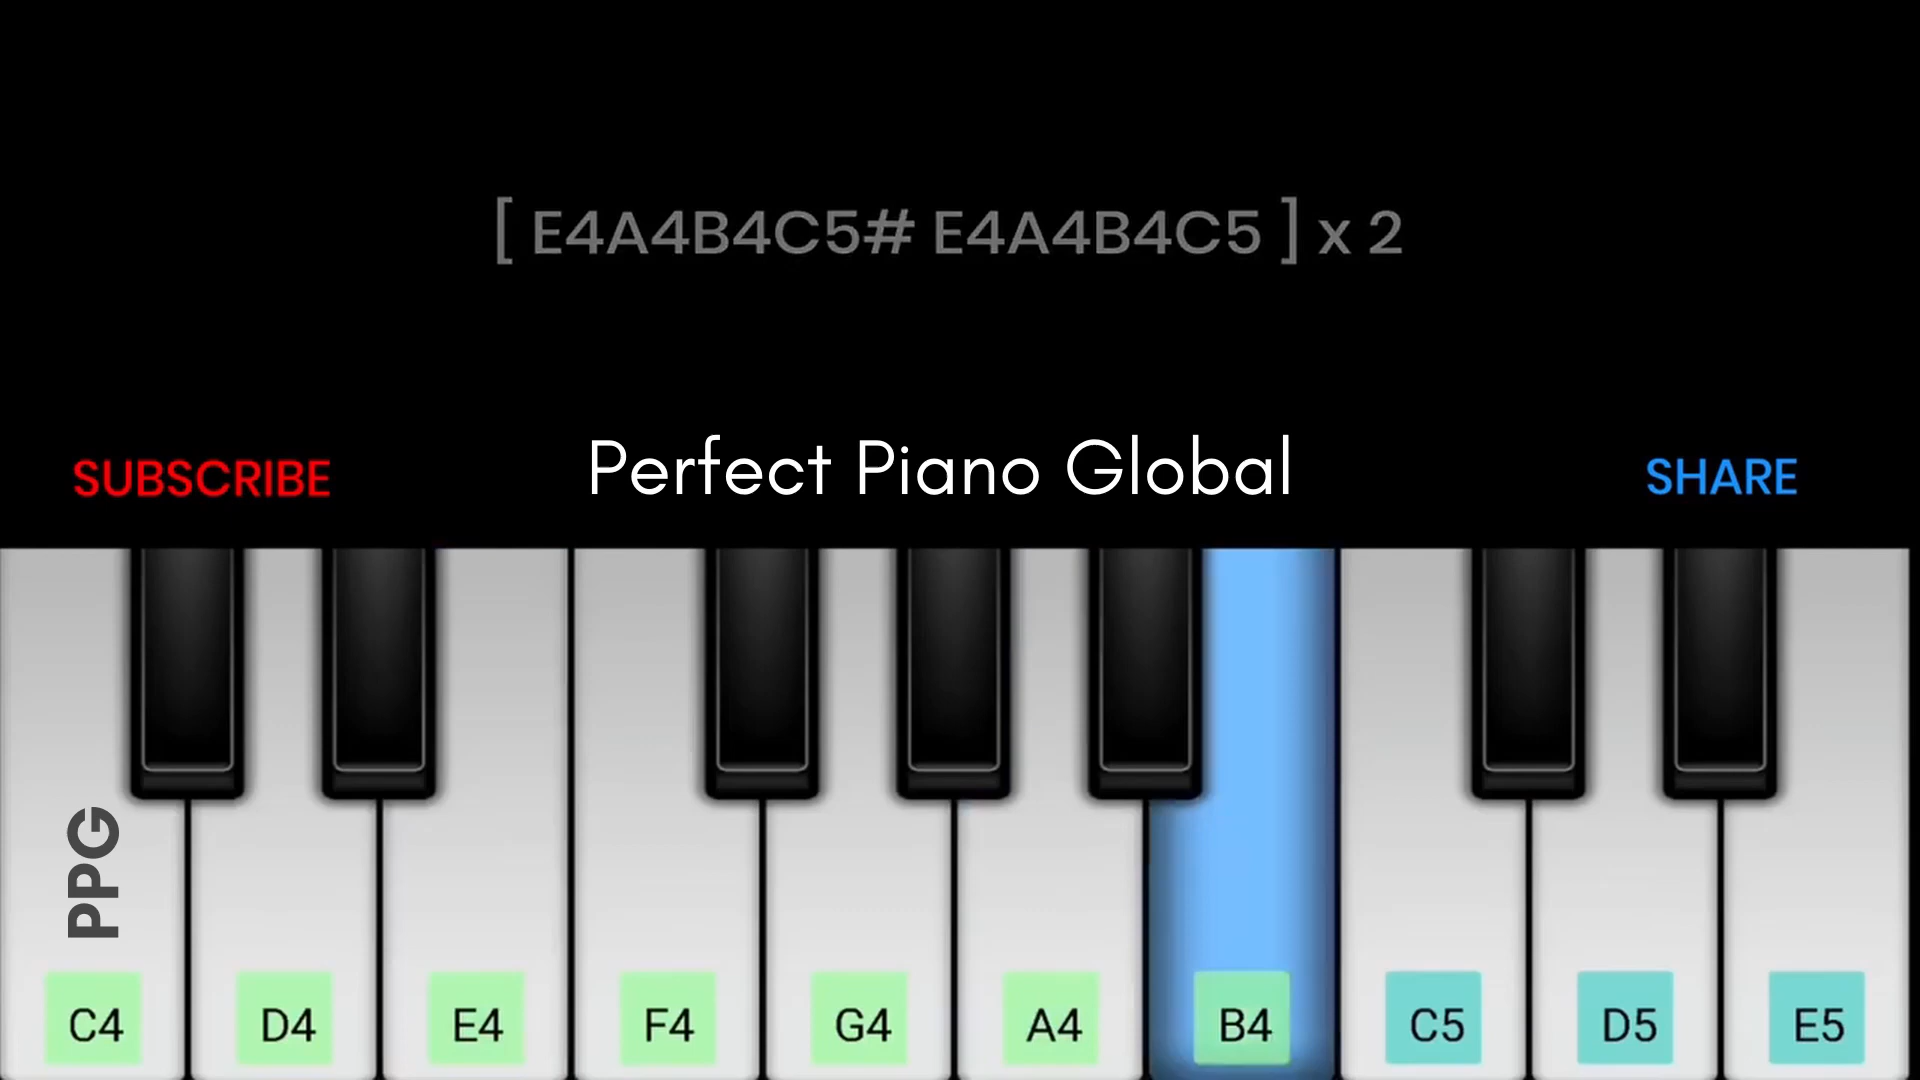 [ E4A4B4C5# E4A4B4C5 ] x 2
SUBSCRIBE Perfect Piano Global SHARE
PPG
C4 D4 E4 F4 G4 A4 B4 C5 D5 E5